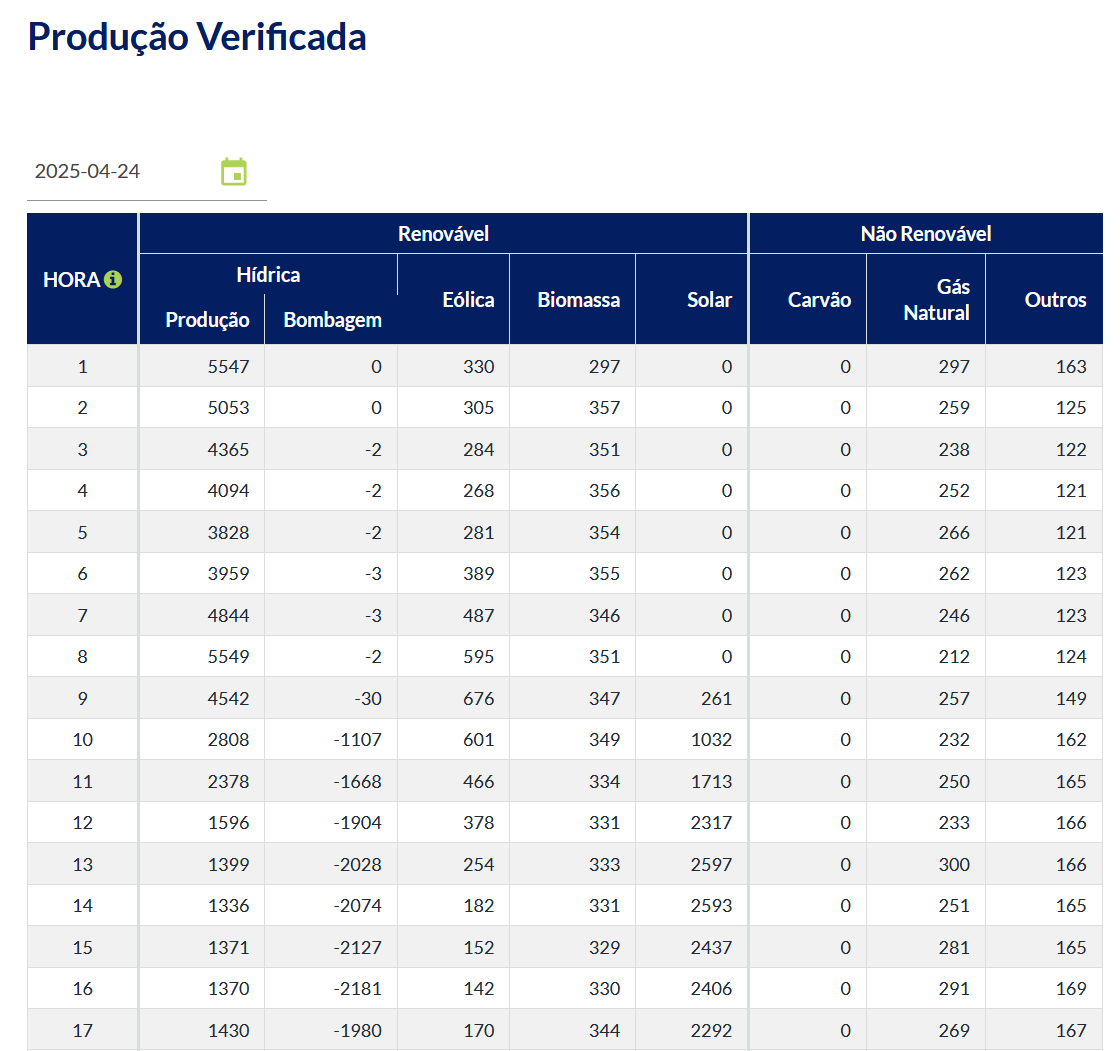 Produção Verificada
2025-04-24
Renovável Não Renovável
HORA Hídrica Eólica Biomassa Solar Carvão Gás Natural Outros
Produção Bombagem
1 5547 0 330 297 0 0 297 163
2 5053 0 305 357 0 0 259 125
3 4365 -2 284 351 0 0 238 122
4 4094 -2 268 356 0 0 252 121
5 3828 -2 281 354 0 0 266 121
6 3959 -3 389 355 0 0 262 123
7 4844 -3 487 346 0 0 246 123
8 5549 -2 595 351 0 0 212 124
9 4542 -30 676 347 261 0 257 149
10 2808 -1107 601 349 1032 0 232 162
11 2378 -1668 466 334 1713 0 250 165
12 1596 -1904 378 331 2317 0 233 166
13 1399 -2028 254 333 2597 0 300 166
14 1336 -2074 182 331 2593 0 251 165
15 1371 -2127 152 329 2437 0 281 165
16 1370 -2181 142 330 2406 0 291 169
17 1430 -1980 170 344 2292 0 269 167